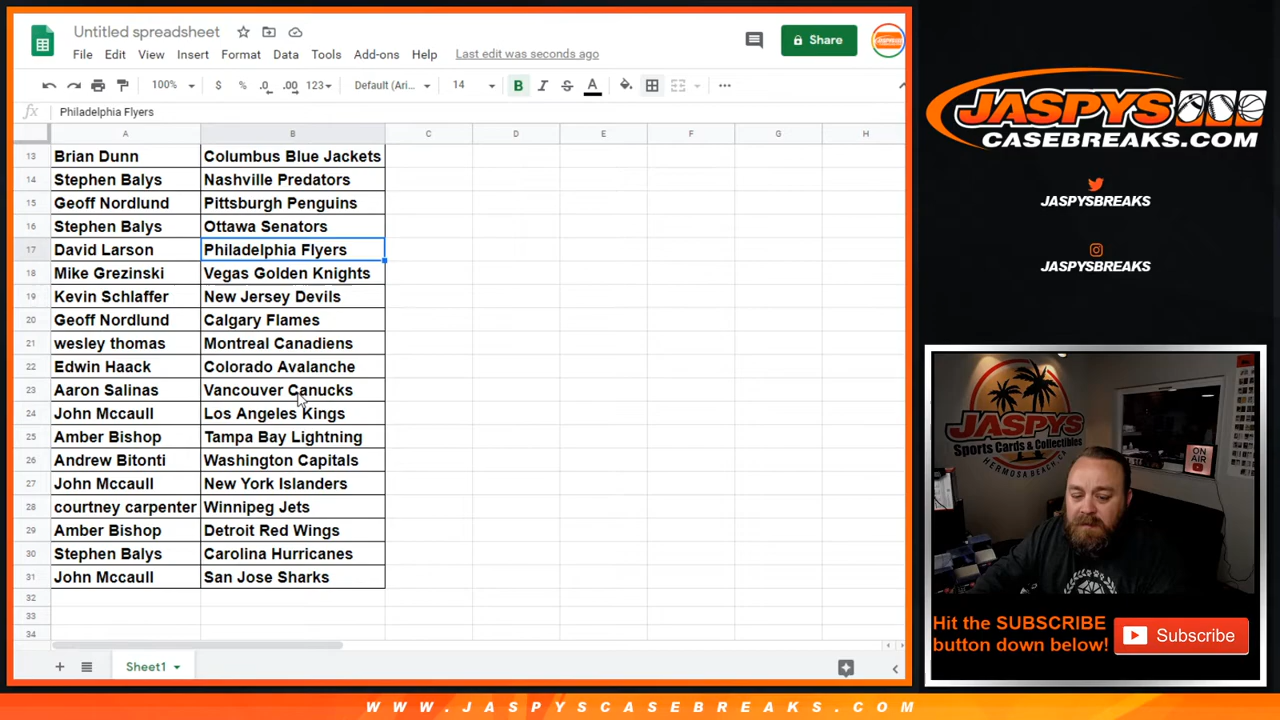 Untitled spreadsheet
File Edit View Insert Format Data Tools Add-ons Help Last edit was seconds ago
Share
100% $ % .0 .00 123 Default (Ari... 14 B I S A
fx Philadelphia Flyers
A B C D E F G H
13 Brian Dunn Columbus Blue Jackets
14 Stephen Balys Nashville Predators
15 Geoff Nordlund Pittsburgh Penguins
16 Stephen Balys Ottawa Senators
17 David Larson Philadelphia Flyers
18 Mike Grezinski Vegas Golden Knights
19 Kevin Schlaffer New Jersey Devils
20 Geoff Nordlund Calgary Flames
21 wesley thomas Montreal Canadiens
22 Edwin Haack Colorado Avalanche
23 Aaron Salinas Vancouver Canucks
24 John Mccaull Los Angeles Kings
25 Amber Bishop Tampa Bay Lightning
26 Andrew Bitonti Washington Capitals
27 John Mccaull New York Islanders
28 courtney carpenter Winnipeg Jets
29 Amber Bishop Detroit Red Wings
30 Stephen Balys Carolina Hurricanes
31 John Mccaull San Jose Sharks
32
33
34
Sheet1
JASPYS
CASEBREAKS.COM
JASPYSBREAKS
JASPYSBREAKS
JASPYS
Sports Cards & Collectibles
HERMOSA BEACH, CA
ON AIR
Hit the SUBSCRIBE
button down below!
Subscribe
WWW.JASPYSCASEBREAKS.COM